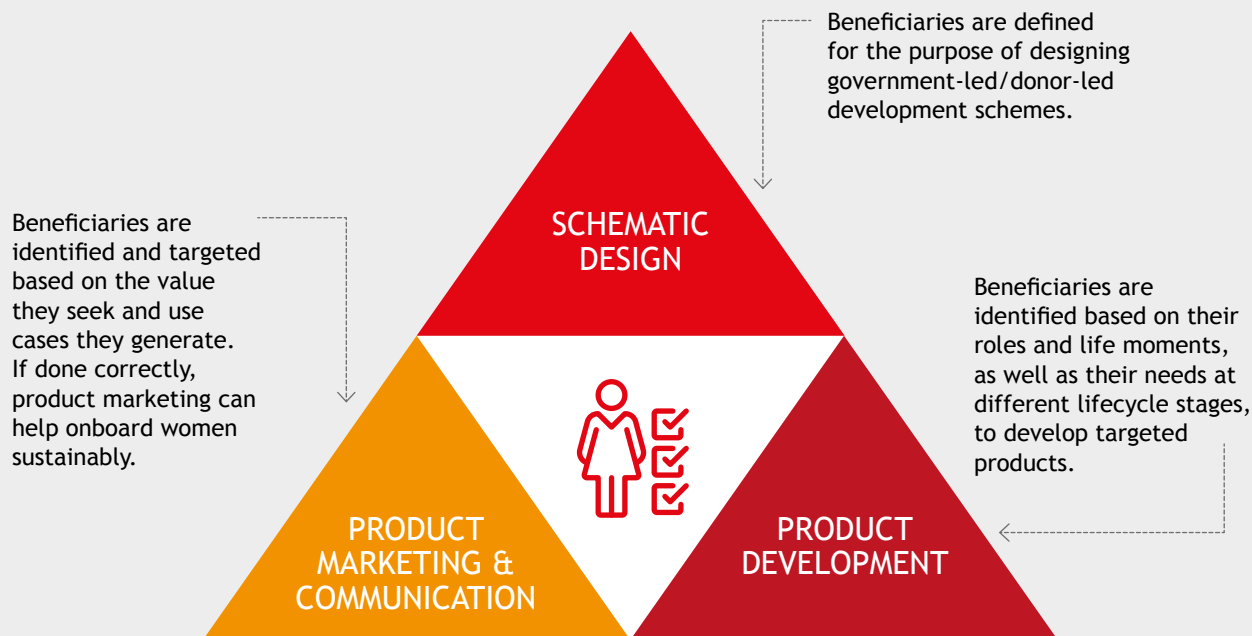 Beneficiaries are defined
for the purpose of designing
government-led/donor-led
development schemes.
SCHEMATIC
DESIGN
Beneficiaries are
identified and targeted
based on the value
they seek and use
cases they generate.
If done correctly,
product marketing can
help onboard women
sustainably.
Beneficiaries are
identified based on their
roles and life moments,
as well as their needs at
different lifecycle stages,
to develop targeted
products.
PRODUCT
MARKETING &
COMMUNICATION
PRODUCT
DEVELOPMENT